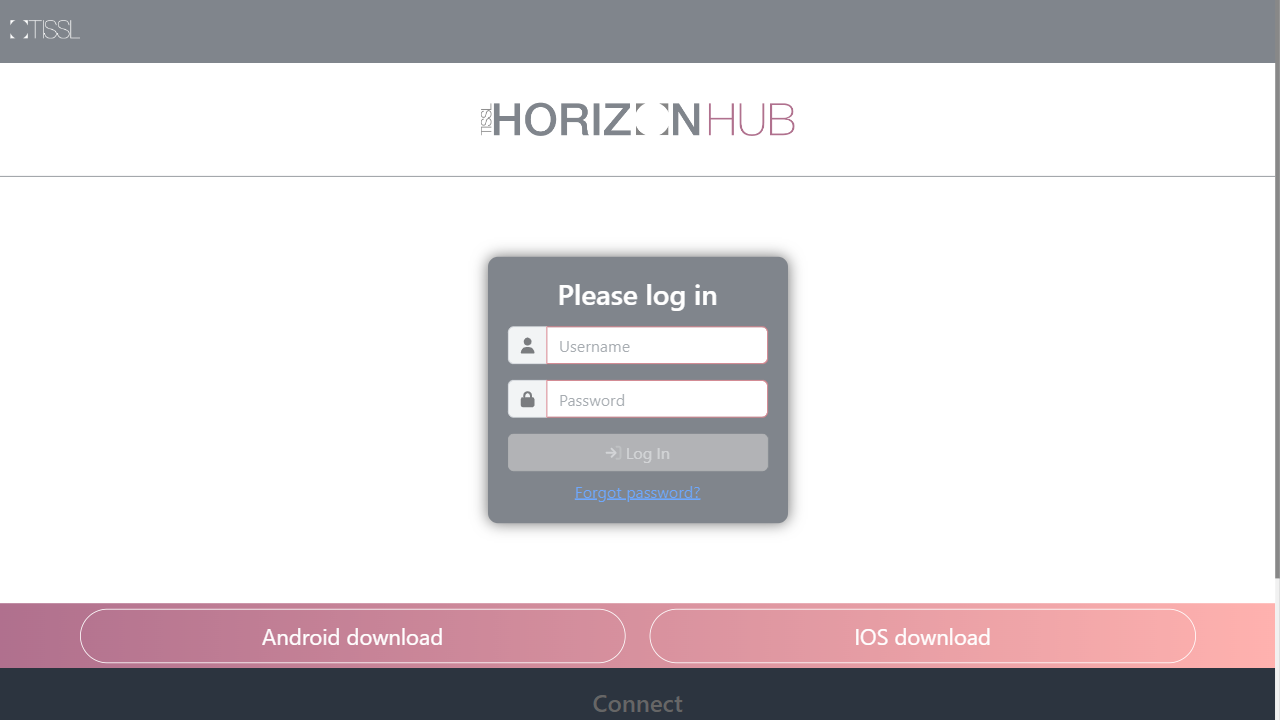 TISSL
TISSL HORIZON HUB
Please log in
Username
Password
Log In
Forgot password?
Android download
IOS download
Connect